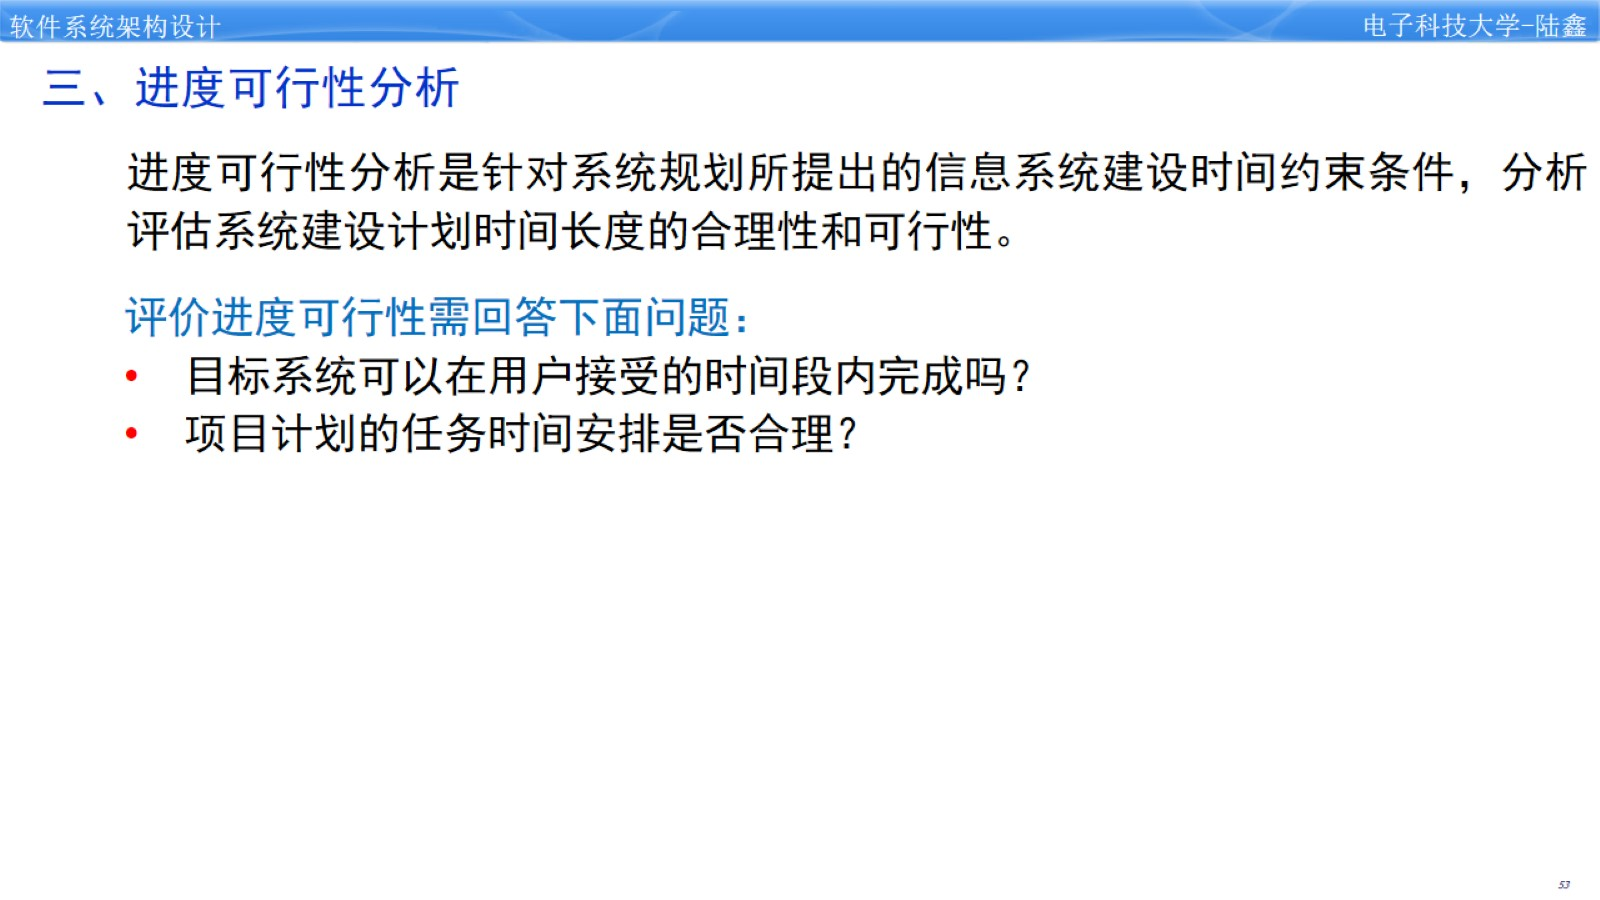 软件系统架构设计
电子科技大学-陆鑫
三、进度可行性分析
进度可行性分析是针对系统规划所提出的信息系统建设时间约束条件，分析
评估系统建设计划时间长度的合理性和可行性。
评价进度可行性需回答下面问题：
• 目标系统可以在用户接受的时间段内完成吗？
• 项目计划的任务时间安排是否合理？
53